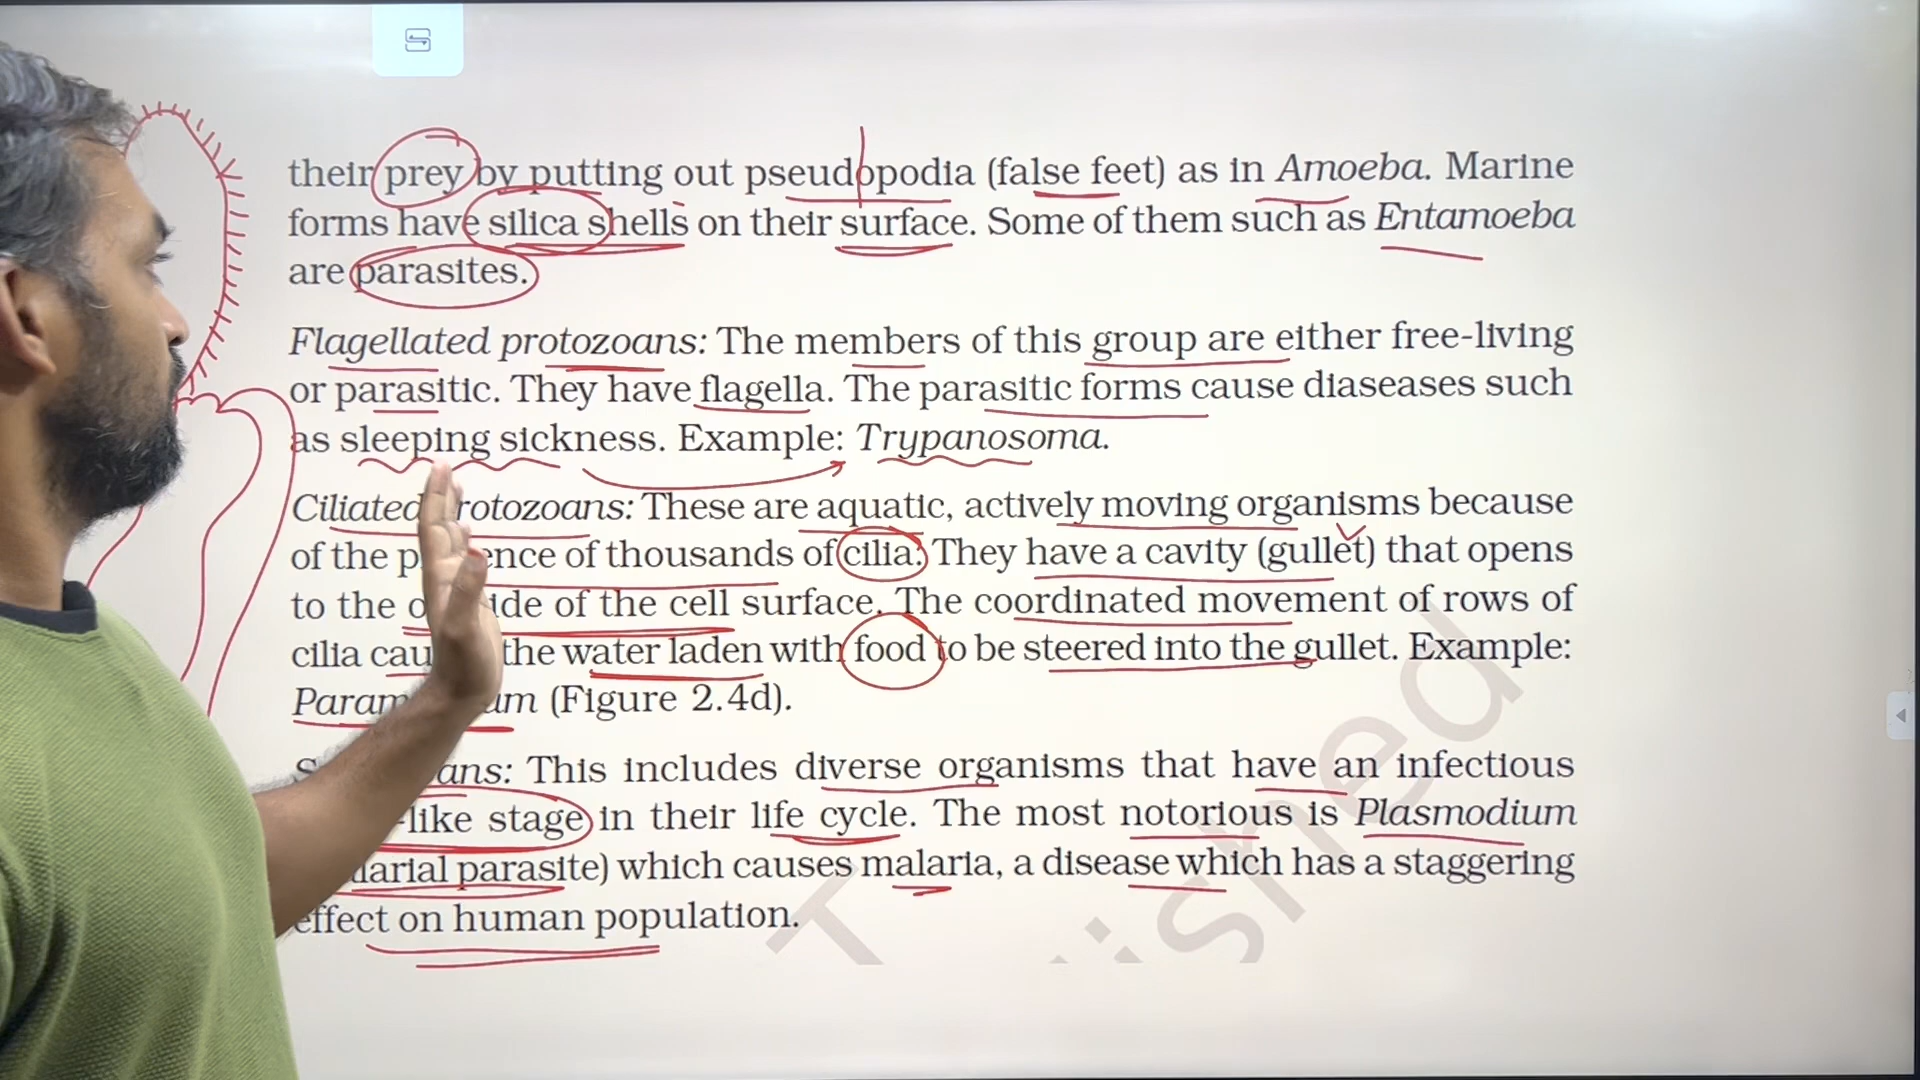 their prey by putting out pseudopodia (false feet) as in Amoeba. Marine
forms have silica shells on their surface. Some of them such as Entamoeba
are parasites.
Flagellated protozoans: The members of this group are either free-living
or parasitic. They have flagella. The parasitic forms cause diaseases such
as sleeping sickness. Example: Trypanosoma.
Ciliated rotozoans: These are aquatic, actively moving organisms because
of the p ence of thousands of cilia. They have a cavity (gullet) that opens
to the o ide of the cell surface. The coordinated movement of rows of
cilia cau the water laden with food to be steered into the gullet. Example:
Param um (Figure 2.4d).
S ans: This includes diverse organisms that have an infectious
-like stage in their life cycle. The most notorious is Plasmodium
larial parasite) which causes malaria, a disease which has a staggering
effect on human population.